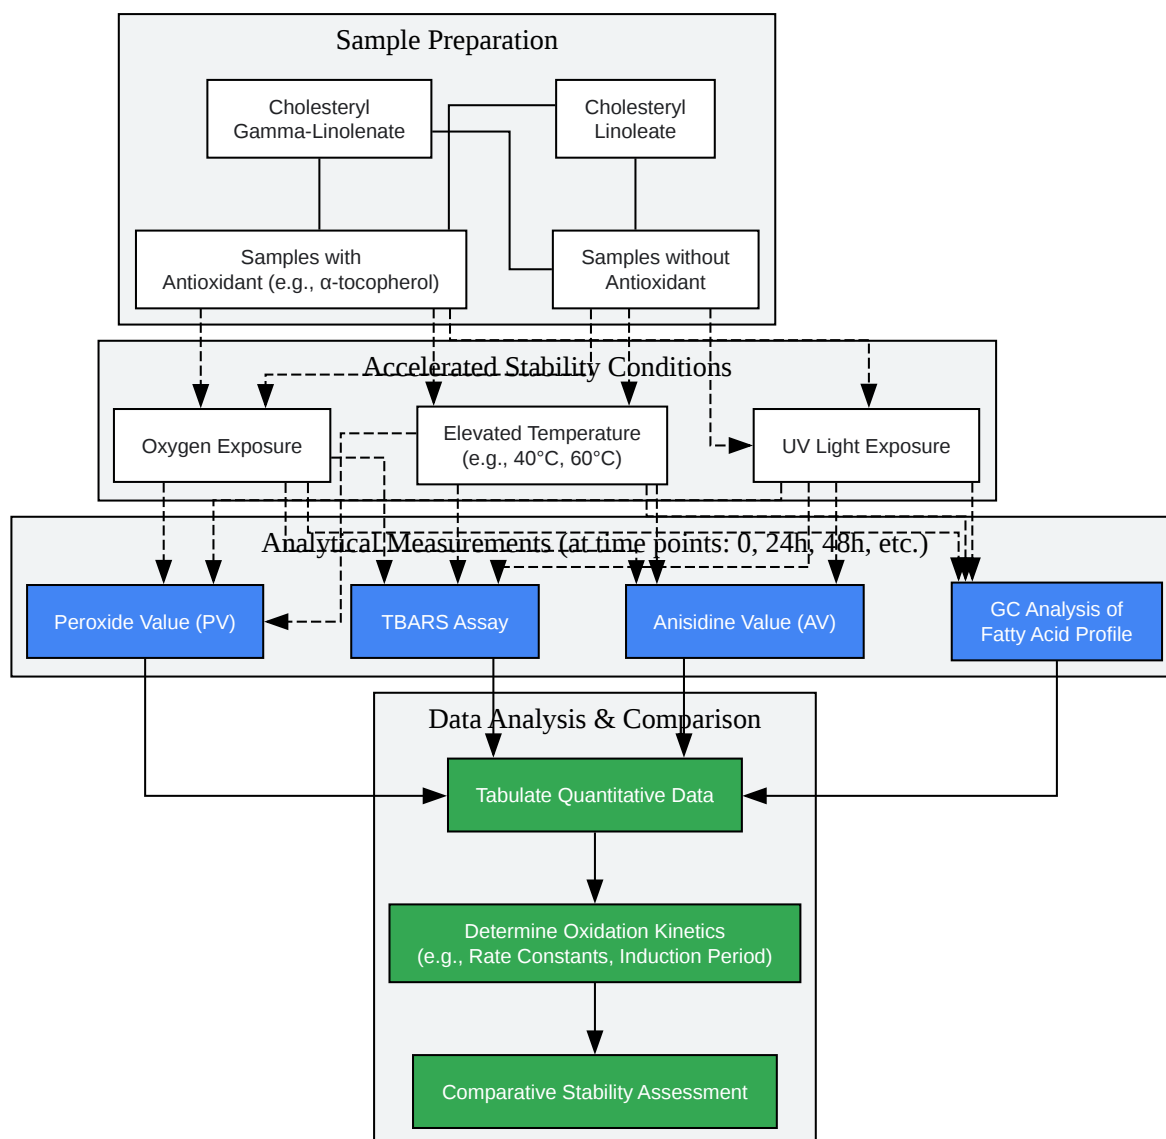 Sample Preparation
Cholesteryl
Gamma-Linolenate
Cholesteryl
Linoleate
Samples with
Antioxidant (e.g., α-tocopherol)
Samples without
Antioxidant
Accelerated Stability Conditions
Oxygen Exposure
Elevated Temperature
(e.g., 40°C, 60°C)
UV Light Exposure
Analytical Measurements (at time points: 0, 24h, 48h, etc.)
Peroxide Value (PV)
TBARS Assay
Anisidine Value (AV)
GC Analysis of
Fatty Acid Profile
Data Analysis & Comparison
Tabulate Quantitative Data
Determine Oxidation Kinetics
(e.g., Rate Constants, Induction Period)
Comparative Stability Assessment